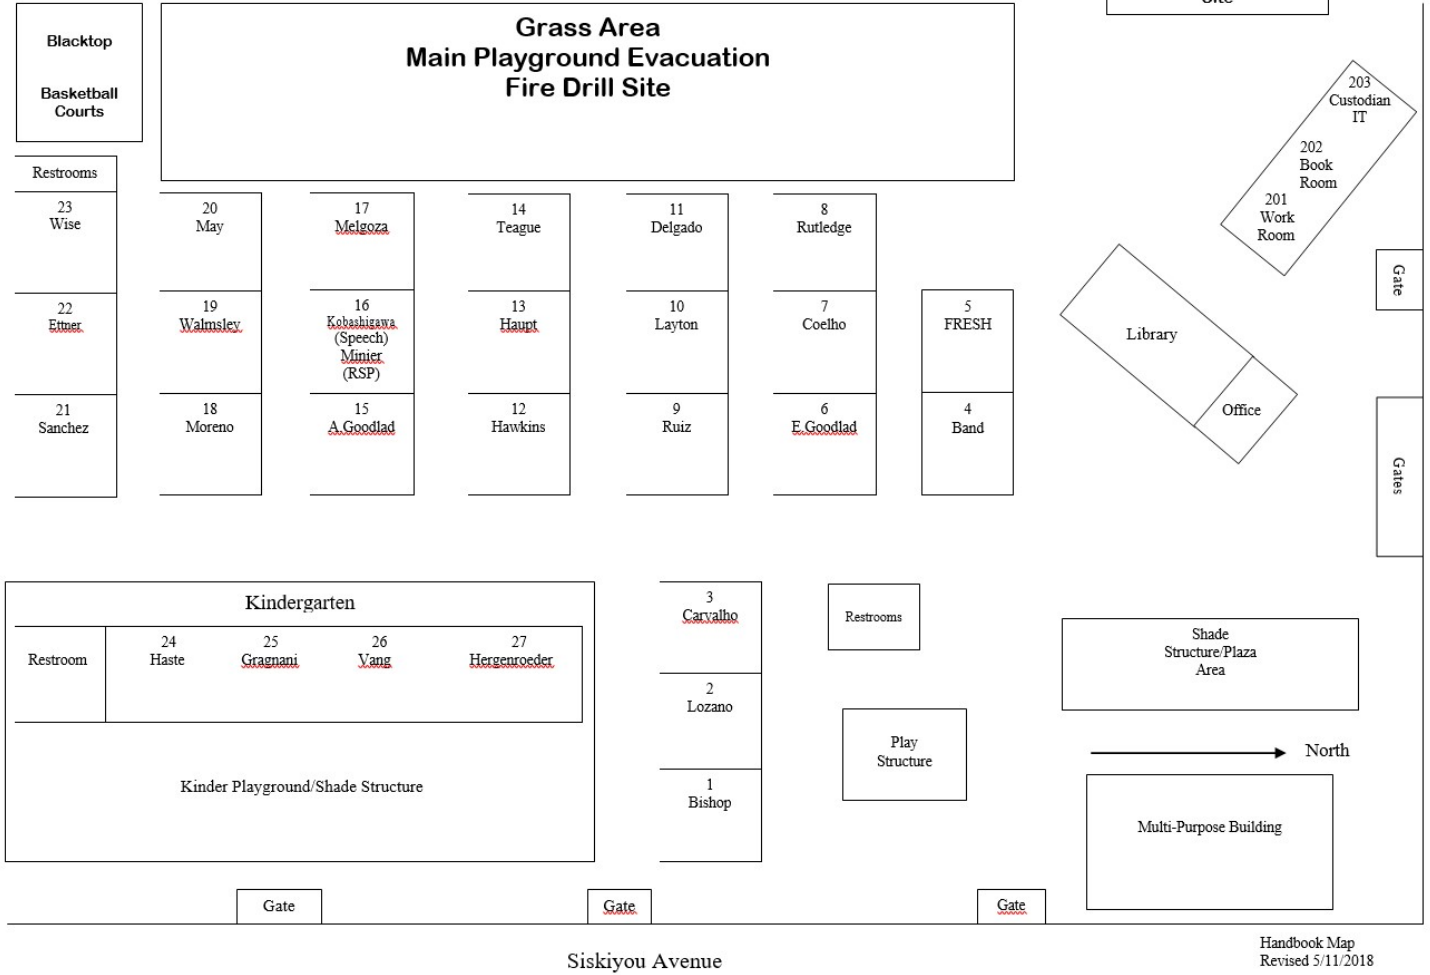 Site
Blacktop
Basketball
Courts
Grass Area
Main Playground Evacuation
Fire Drill Site
203
Custodian
IT
202
Book
Room
201
Work
Room
Restrooms
23
Wise
20
May
17
Melgoza
14
Teague
11
Delgado
8
Rutledge
Gate
22
Ettner
19
Walmsley
16
Kobashigawa
(Speech)
Minier
(RSP)
13
Haupt
10
Layton
7
Coelho
5
FRESH
Library
Office
21
Sanchez
18
Moreno
15
A.Goodlad
12
Hawkins
9
Ruiz
6
E.Goodlad
4
Band
Gates
Kindergarten
Restroom
24
Haste
25
Gragnani
26
Vang
27
Hergenroeder
Kinder Playground/Shade Structure
3
Carvalho
2
Lozano
1
Bishop
Restrooms
Play
Structure
Shade
Structure/Plaza
Area
North
Multi-Purpose Building
Gate
Gate
Gate
Siskiyou Avenue
Handbook Map
Revised 5/11/2018